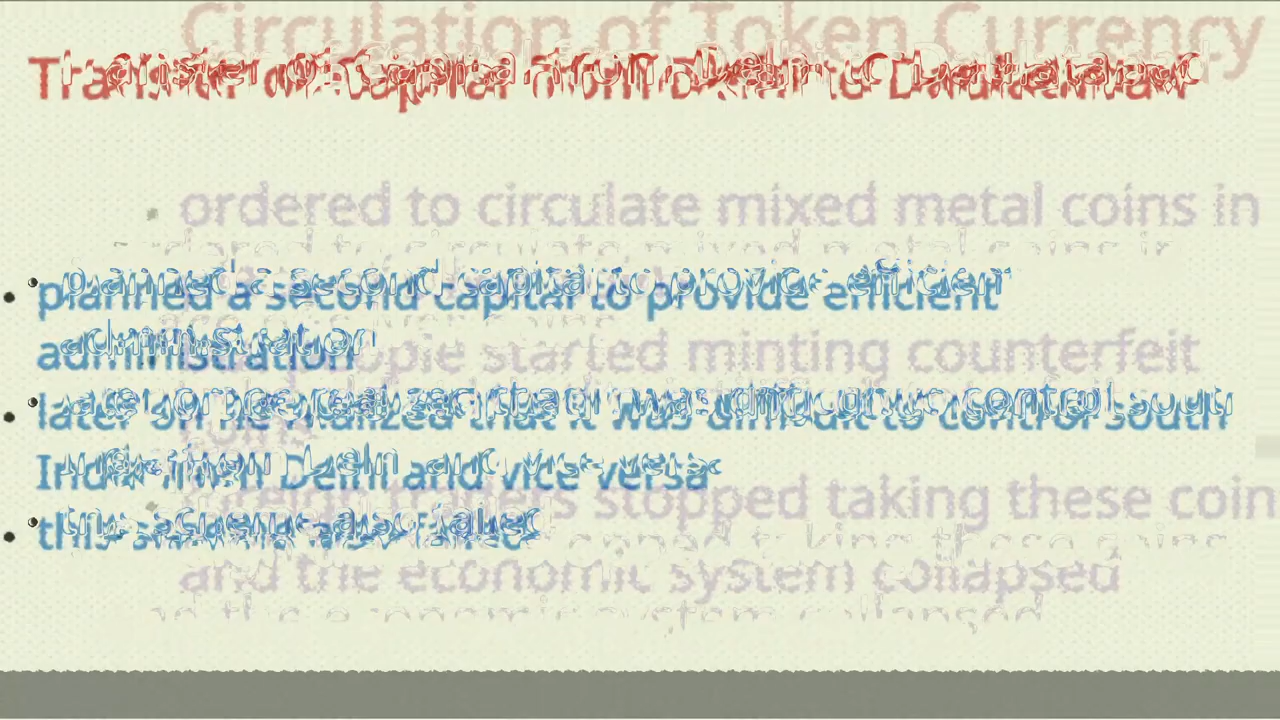 Circulation of Token Currency
Transfer of Capital from Delhi to Daulatabad
ordered to circulate mixed metal coins in
planned a second capital to provide efficient
administration
people started minting counterfeit
later on he realized that it was difficult to control south
coins
India from Delhi and vice versa
foreign traders stopped taking these coin
this scheme also failed
and the economic system collapsed